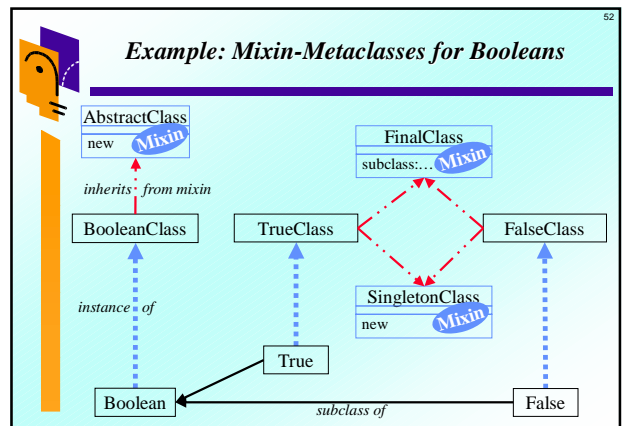 52
Example: Mixin-Metaclasses for Booleans
AbstractClass
new
Mixin
FinalClass
subclass:…
Mixin
inherits from mixin
BooleanClass
TrueClass
FalseClass
SingletonClass
new
Mixin
instance of
True
Boolean
subclass of
False